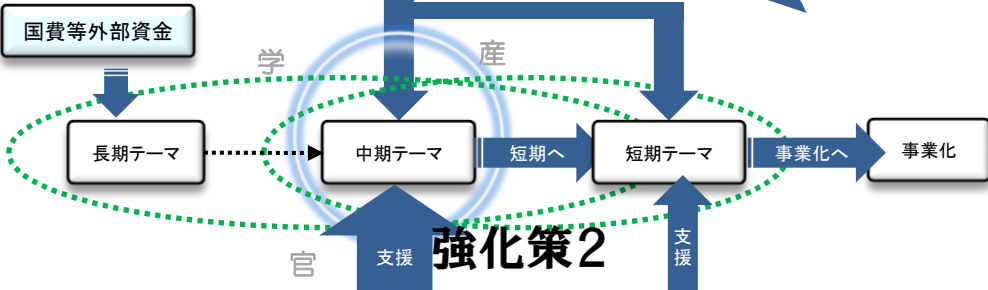 国費等外部資金
学
産
長期テーマ
中期テーマ
短期へ
短期テーマ
事業化へ
事業化
官
支援
強化策2
支援